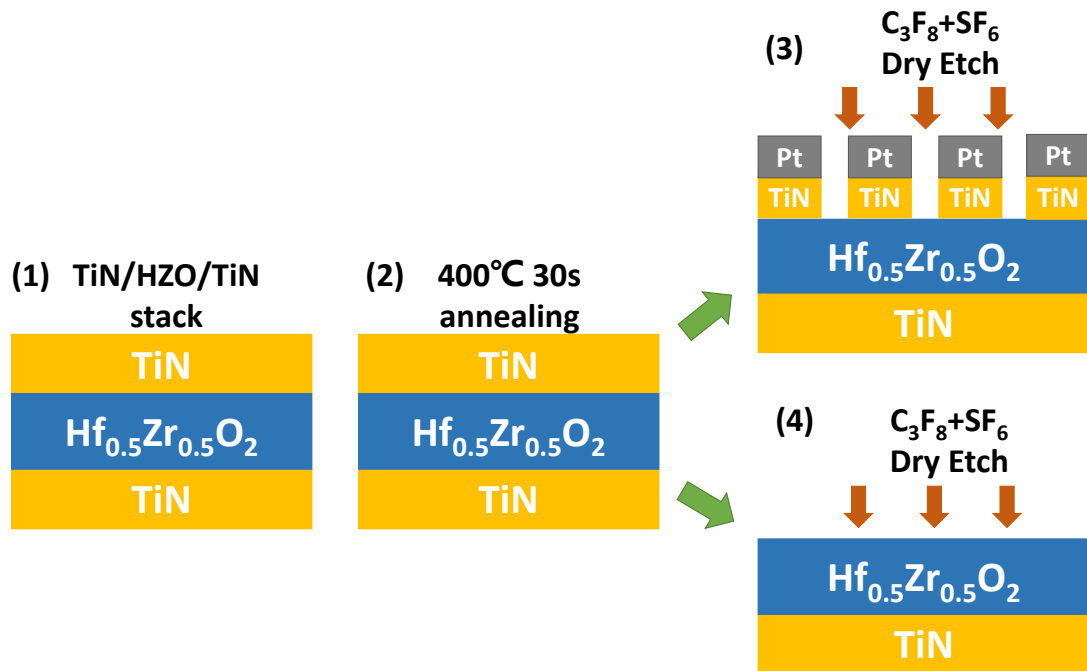 (1) TiN/HZO/TiN
stack
TiN
Hf₀.₅Zr₀.₅O₂
TiN
(2) 400℃ 30s
annealing
TiN
Hf₀.₅Zr₀.₅O₂
TiN
(3) C₃F₈+SF₆
Dry Etch
Pt Pt Pt Pt
TiN TiN TiN TiN
Hf₀.₅Zr₀.₅O₂
TiN
(4) C₃F₈+SF₆
Dry Etch
Hf₀.₅Zr₀.₅O₂
TiN